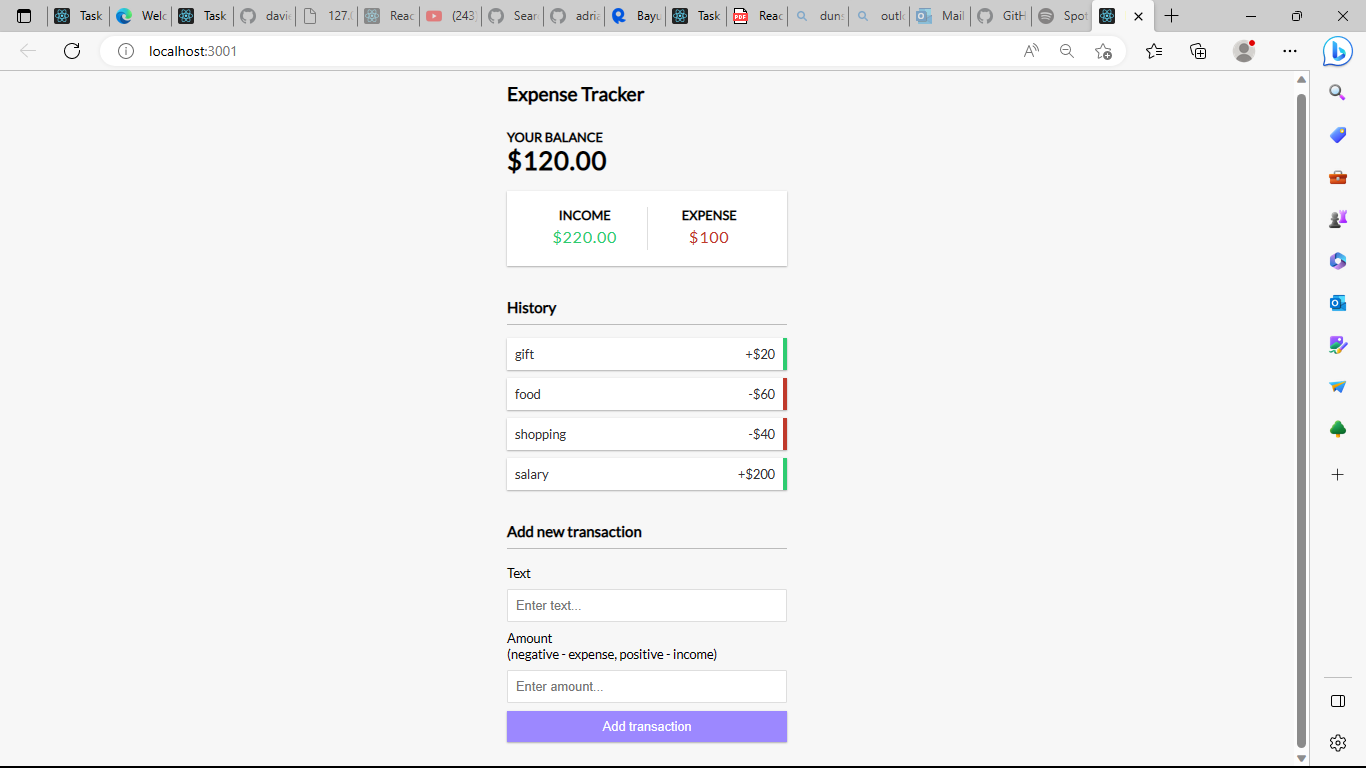 Task
Welc
Task
davi
127.
Reac
(243)
Sear
adria
Bayu
Task
Reac
duns
outlo
Mail
GitH
Spot
localhost:3001
Expense Tracker
YOUR BALANCE
$120.00
INCOME EXPENSE
$220.00 $100
History
gift +$20
food -$60
shopping -$40
salary +$200
Add new transaction
Text
Enter text...
Amount
(negative - expense, positive - income)
Enter amount...
Add transaction